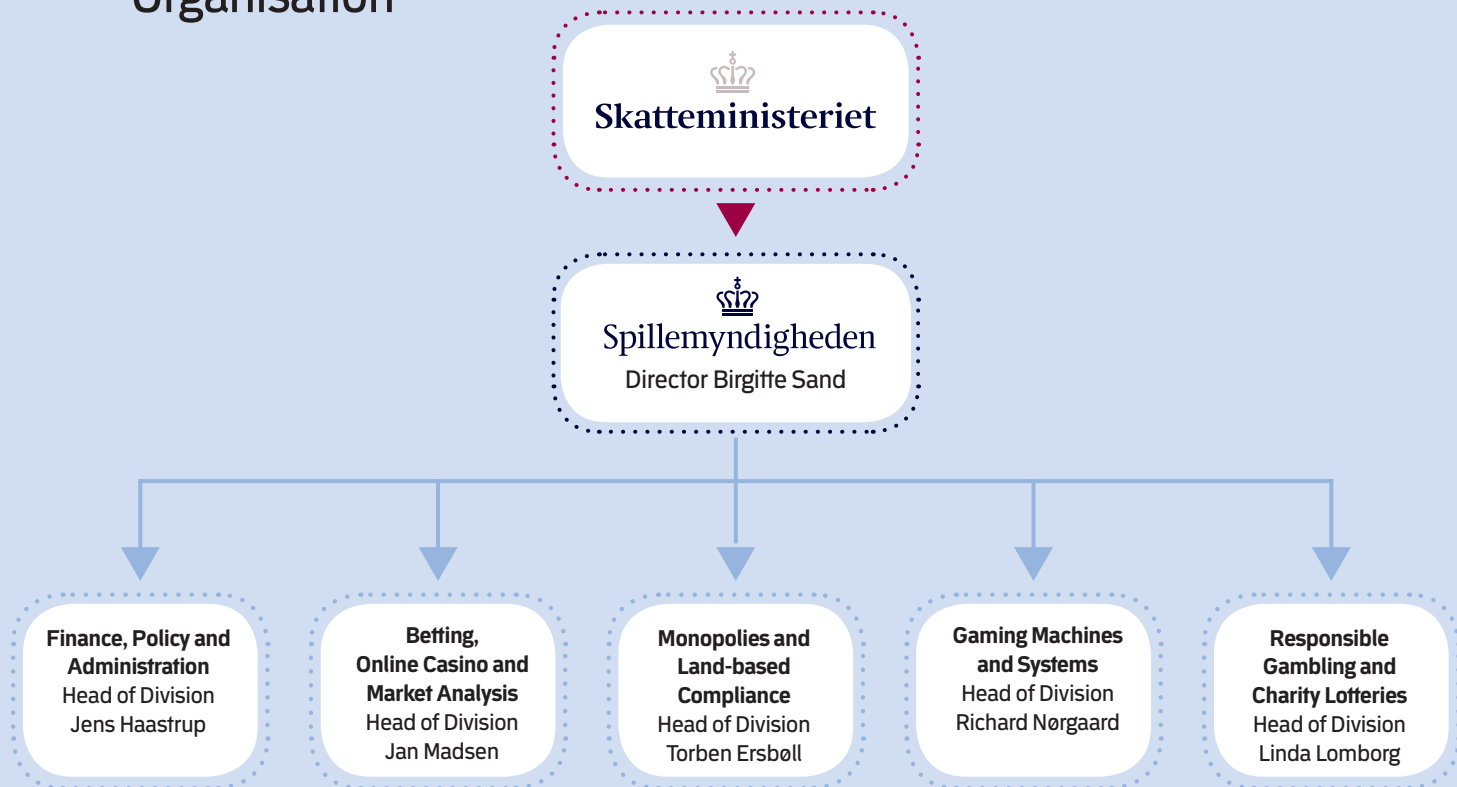 Organisation
Skatteministeriet
Spillemyndigheden
Director Birgitte Sand
Finance, Policy and
Administration
Head of Division
Jens Haastrup
Betting,
Online Casino and
Market Analysis
Head of Division
Jan Madsen
Monopolies and
Land-based
Compliance
Head of Division
Torben Ersbøll
Gaming Machines
and Systems
Head of Division
Richard Nørgaard
Responsible
Gambling and
Charity Lotteries
Head of Division
Linda Lomborg